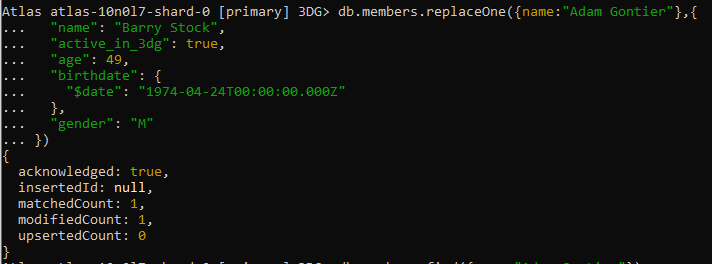 Atlas atlas-10n0l7-shard-0 [primary] 3DG> db.members.replaceOne({name:"Adam Gontier"},{
...   "name": "Barry Stock",
...   "active_in_3dg": true,
...   "age": 49,
...   "birthdate": {
...     "$date": "1974-04-24T00:00:00.000Z"
...   },
...   "gender": "M"
... })
{
  acknowledged: true,
  insertedId: null,
  matchedCount: 1,
  modifiedCount: 1,
  upsertedCount: 0
}